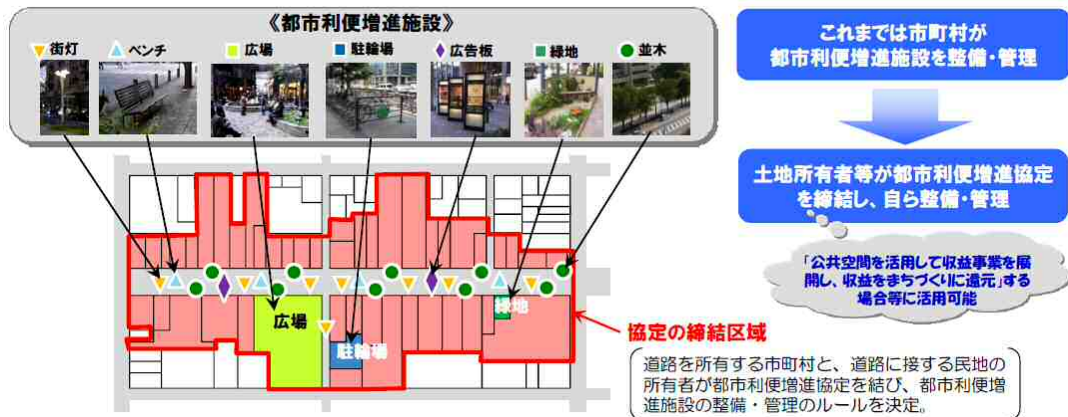 《都市利便増進施設》
街灯
ベンチ
広場
駐輪場
広告板
緑地
並木
これまでは市町村が
都市利便増進施設を整備・管理
土地所有者等が都市利便増進協定
を締結し、自ら整備・管理
「公共空間を活用して収益事業を展
開し、収益をまちづくりに還元」する
場合等に活用可能
広場
駐輪場
緑地
協定の締結区域
道路を所有する市町村と、道路に接する民地の
所有者が都市利便増進協定を結び、都市利便増
進施設の整備・管理のルールを決定。